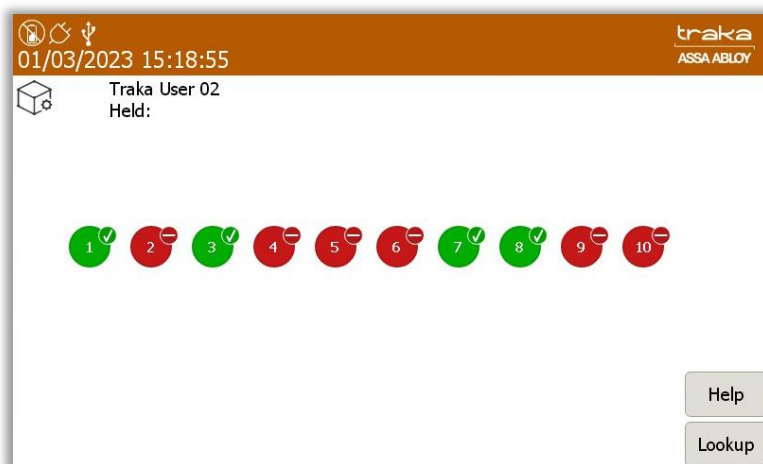 01/03/2023 15:18:55
traka
ASSA ABLOY
Traka User 02
Held:
1 2 3 4 5 6 7 8 9 10
Help
Lookup